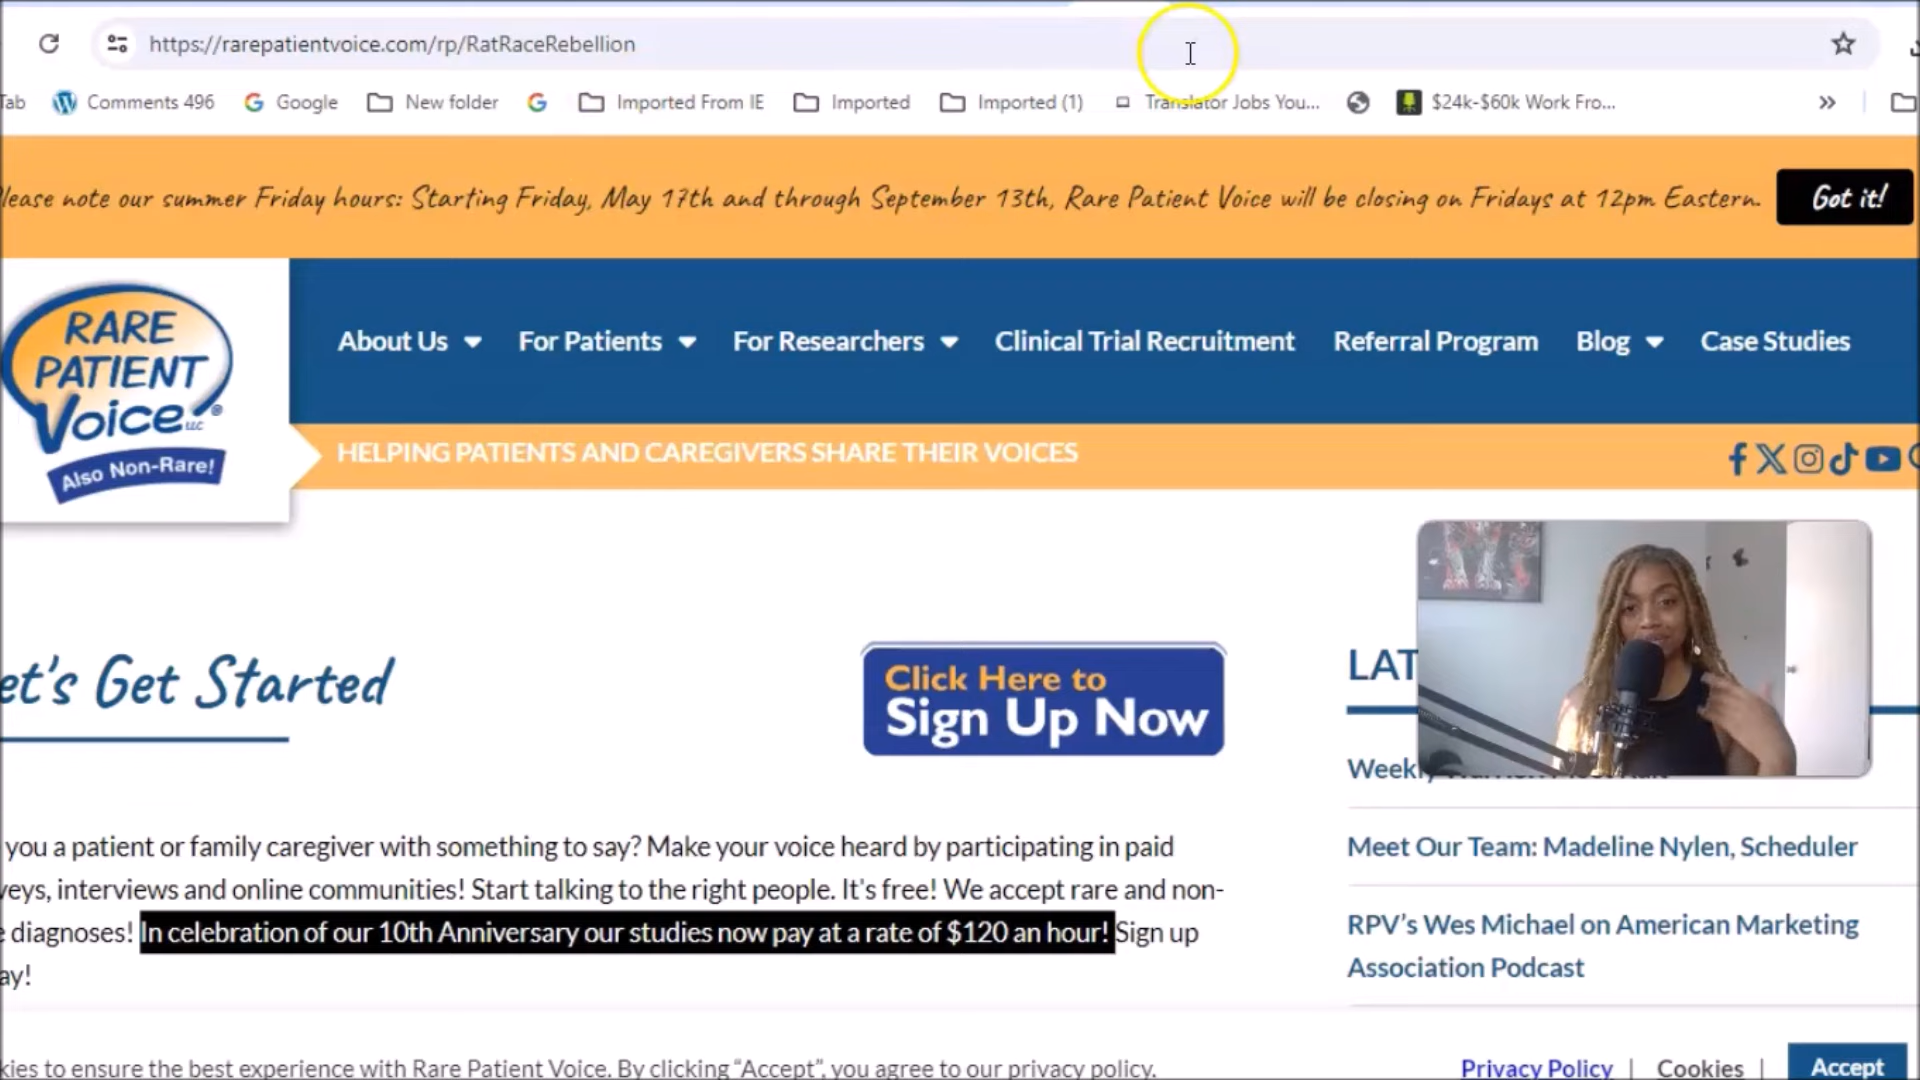 https://rarepatientvoice.com/rp/RatRaceRebellion
Tab Comments 496 Google New folder Imported From IE Imported Imported (1) Translator Jobs You... $24k-$60k Work Fro... »
lease note our summer Friday hours: Starting Friday, May 17th and through September 13th, Rare Patient Voice will be closing on Fridays at 12pm Eastern. Got it!
RARE
PATIENT
Voice LLC ®
Also Non-Rare!
About Us For Patients For Researchers Clinical Trial Recruitment Referral Program Blog Case Studies
HELPING PATIENTS AND CAREGIVERS SHARE THEIR VOICES
et's Get Started
Click Here to
Sign Up Now
LAT
Weekly
Meet Our Team: Madeline Nylen, Scheduler
RPV's Wes Michael on American Marketing
Association Podcast
you a patient or family caregiver with something to say? Make your voice heard by participating in paid
veys, interviews and online communities! Start talking to the right people. It's free! We accept rare and non-
e diagnoses! In celebration of our 10th Anniversary our studies now pay at a rate of $120 an hour! Sign up
ay!
kies to ensure the best experience with Rare Patient Voice. By clicking “Accept”, you agree to our privacy policy. Privacy Policy | Cookies | Accept